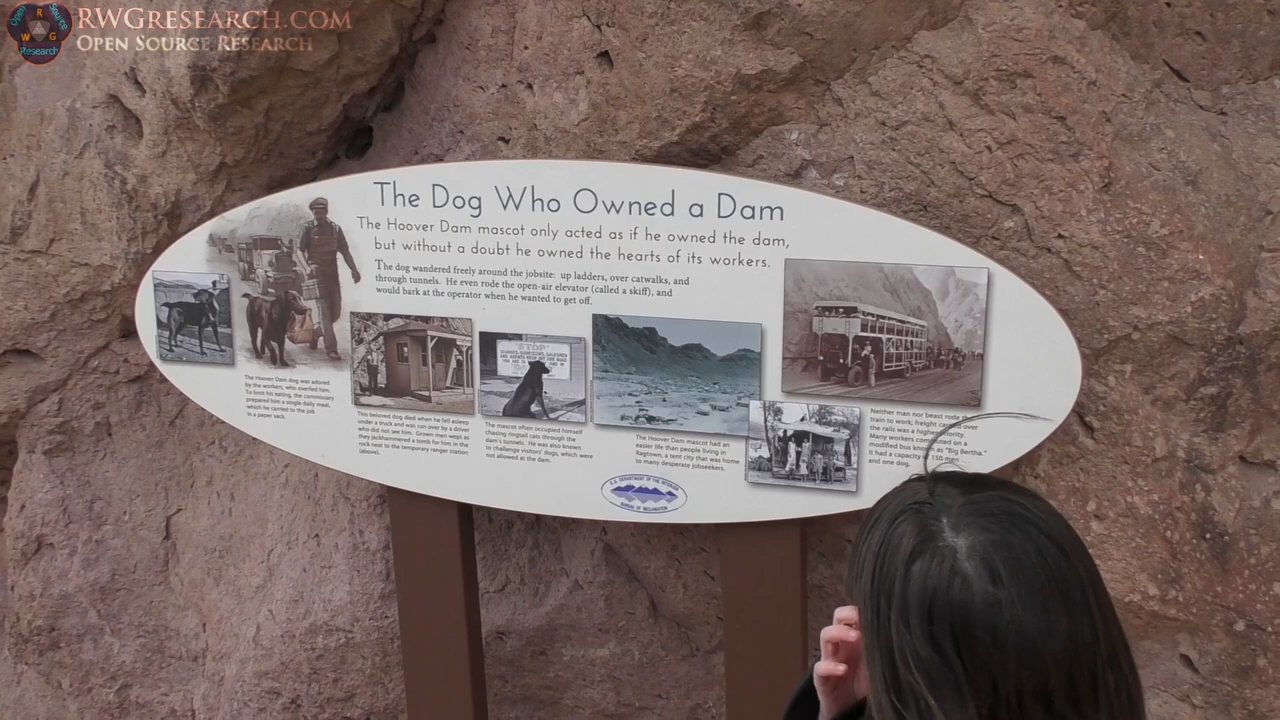 RWGRESEARCH.COM
OPEN SOURCE RESEARCH
Open Source
R
W G
Research
The Dog Who Owned a Dam
The Hoover Dam mascot only acted as if he owned the dam,
but without a doubt he owned the hearts of its workers.
The dog wandered freely around the jobsite: up ladders, over catwalks, and
through tunnels. He even rode the open-air elevator (called a skiff), and
would bark at the operator when he wanted to get off.
The Hoover Dam dog was adored
by the workers, who overfed him.
To limit his eating, the commissary
prepared him a single daily meal,
which he carried to the job
in a paper sack.
This beloved dog died when he fell asleep
under a truck and was run over by a driver
who did not see him. Grown men wept as
they jackhammered a tomb for him in the
rock next to the temporary ranger station
(above).
"STOP"
The mascot often occupied himself
chasing ringtail cats through the
dam's tunnels. He was also known
to challenge visitors' dogs, which were
not allowed at the dam.
The Hoover Dam mascot had an
easier life than people living in
Ragtown, a tent city that was home
to many desperate jobseekers.
Neither man nor beast rode the
train to work; freight carried over
the rails was a higher priority.
Many workers commuted on a
modified bus known as "Big Bertha."
It had a capacity of 150 men
and one dog.
U.S. DEPARTMENT OF THE INTERIOR
BUREAU OF RECLAMATION